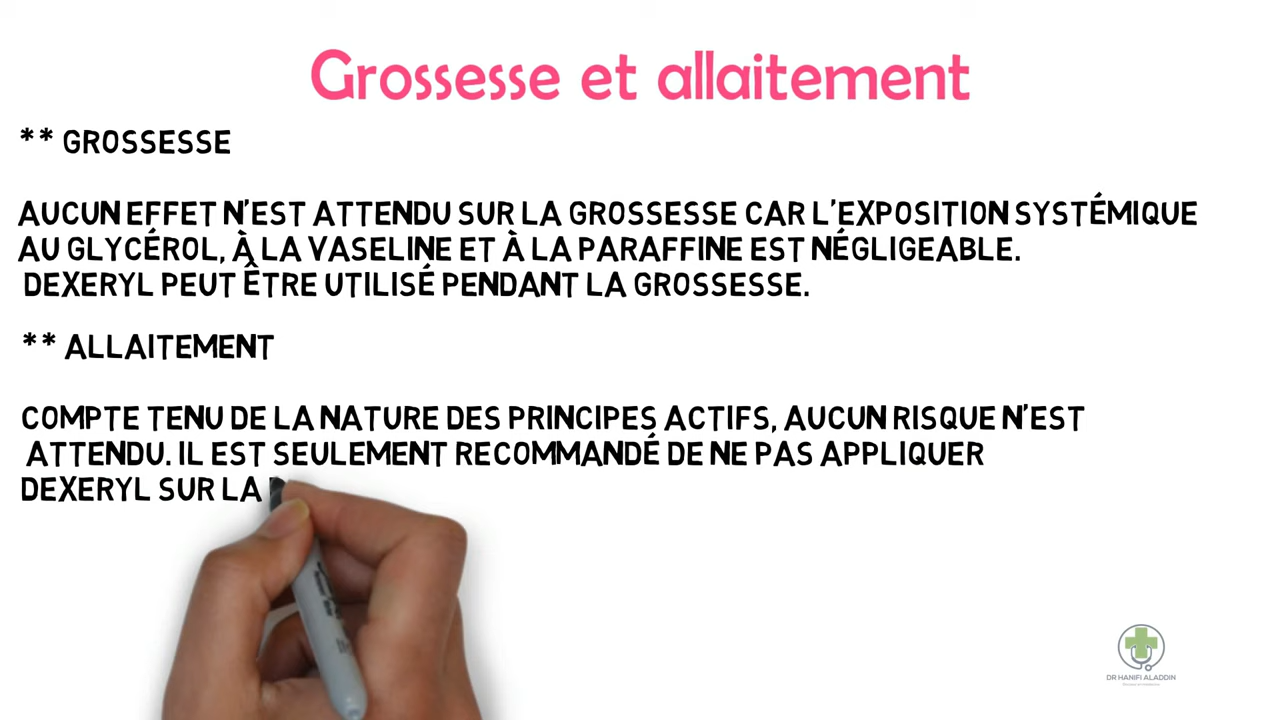 Grossesse et allaitement
** GROSSESSE
AUCUN EFFET N'EST ATTENDU SUR LA GROSSESSE CAR L'EXPOSITION SYSTÉMIQUE
AU GLYCÉROL, À LA VASELINE ET À LA PARAFFINE EST NÉGLIGEABLE.
DEXERYL PEUT ÊTRE UTILISÉ PENDANT LA GROSSESSE.
** ALLAITEMENT
COMPTE TENU DE LA NATURE DES PRINCIPES ACTIFS, AUCUN RISQUE N'EST
ATTENDU. IL EST SEULEMENT RECOMMANDÉ DE NE PAS APPLIQUER
DEXERYL SUR LA
DR HANIFI ALADDIN